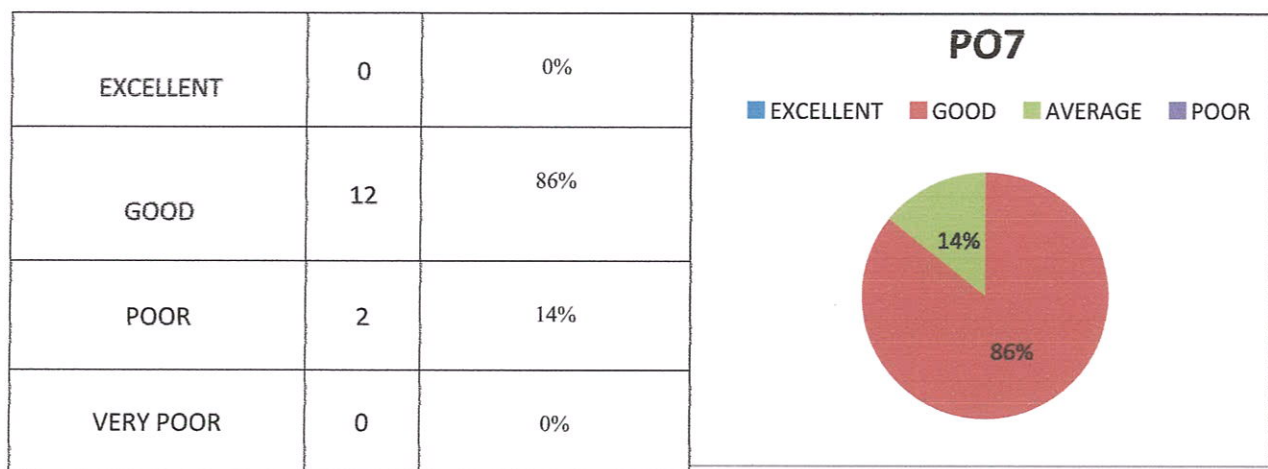 EXCELLENT 0 0%
GOOD 12 86%
POOR 2 14%
VERY POOR 0 0%
PO7
EXCELLENT GOOD AVERAGE POOR
14%
86%